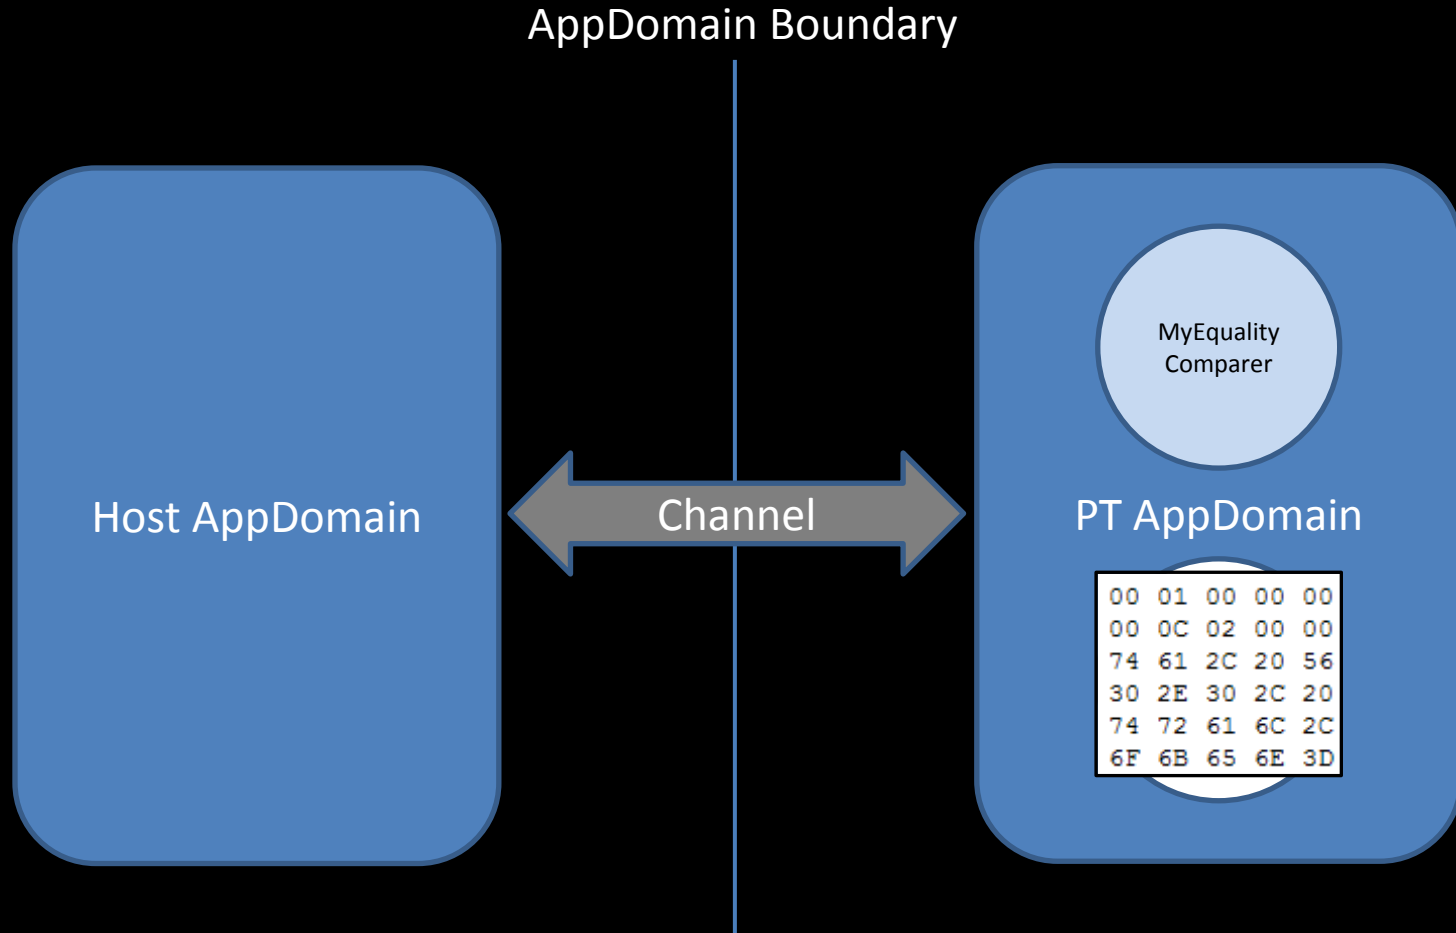 AppDomain Boundary
MyEquality
Comparer
Host AppDomain
Channel
PT AppDomain
00 01 00 00 00
00 0C 02 00 00
74 61 2C 20 56
30 2E 30 2C 20
74 72 61 6C 2C
6F 6B 65 6E 3D